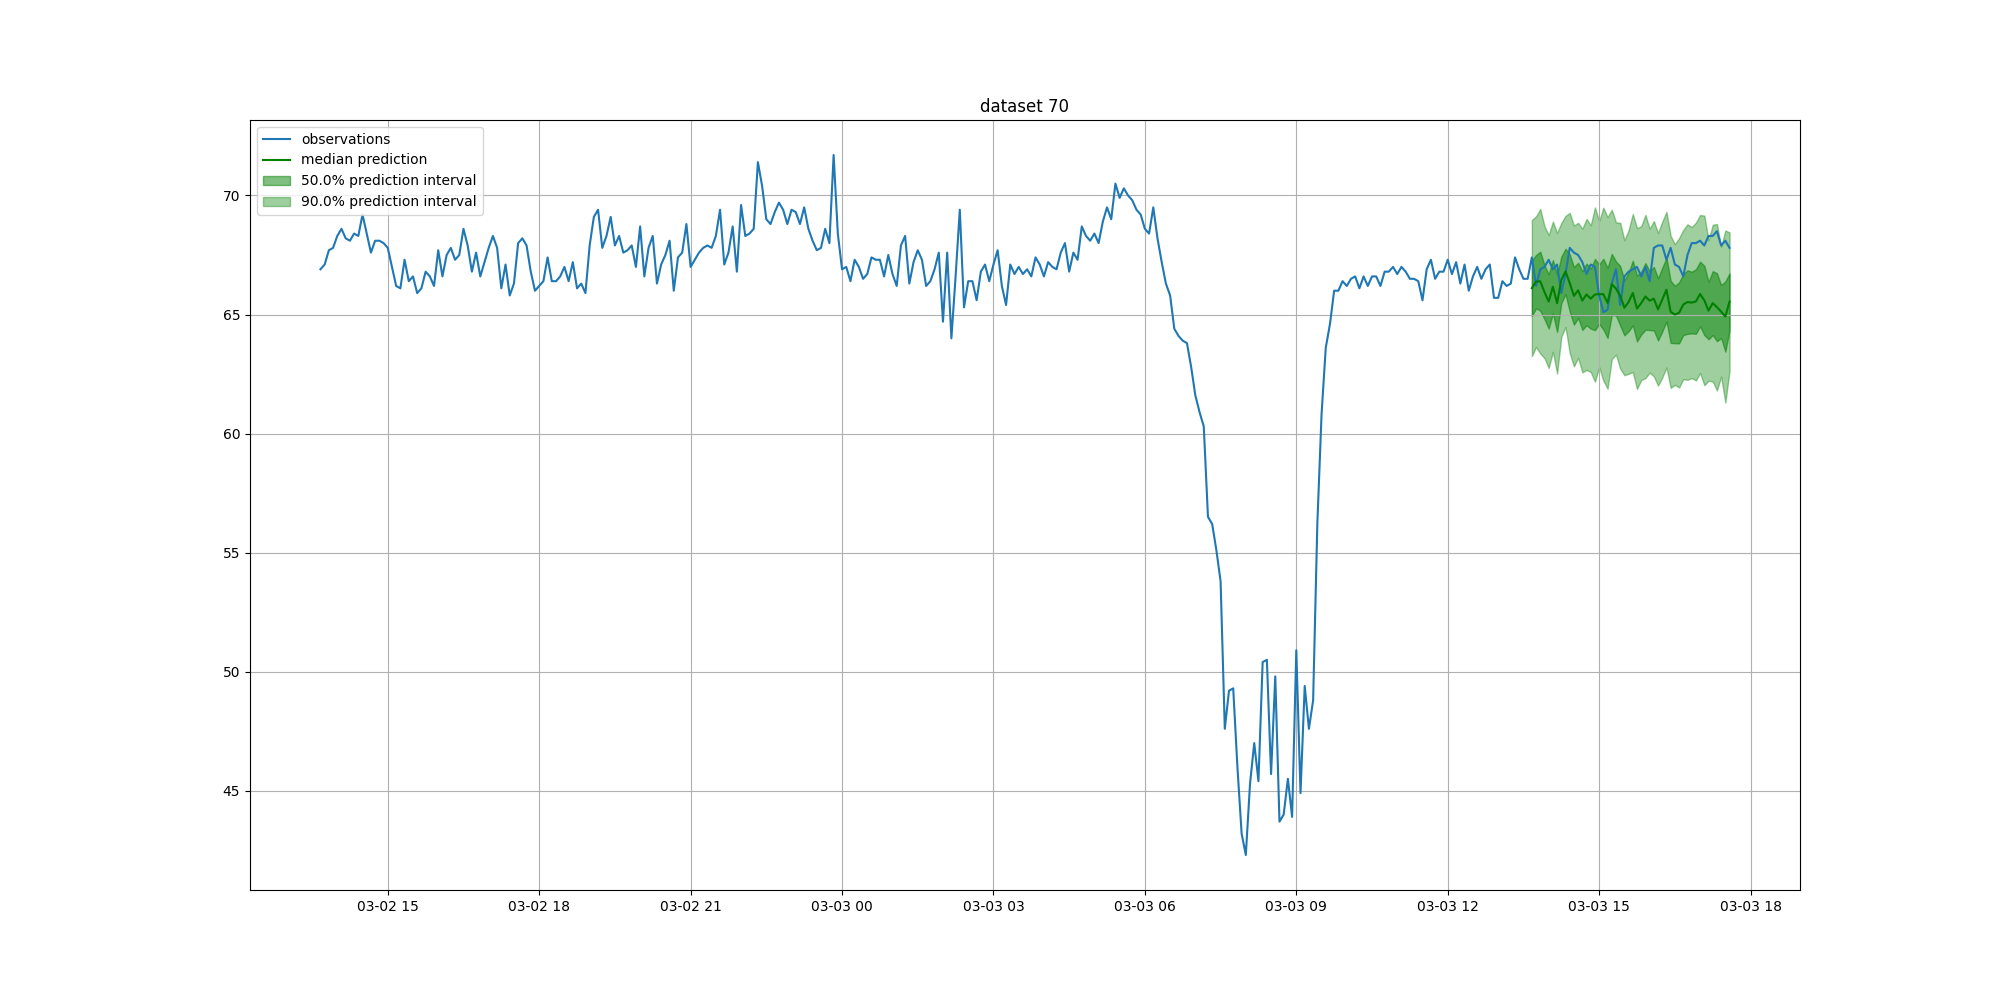 dataset 70
observations
median prediction
50.0% prediction interval
90.0% prediction interval
70
65
60
55
50
45
03-02 15 03-02 18 03-02 21 03-03 00 03-03 03 03-03 06 03-03 09 03-03 12 03-03 15 03-03 18